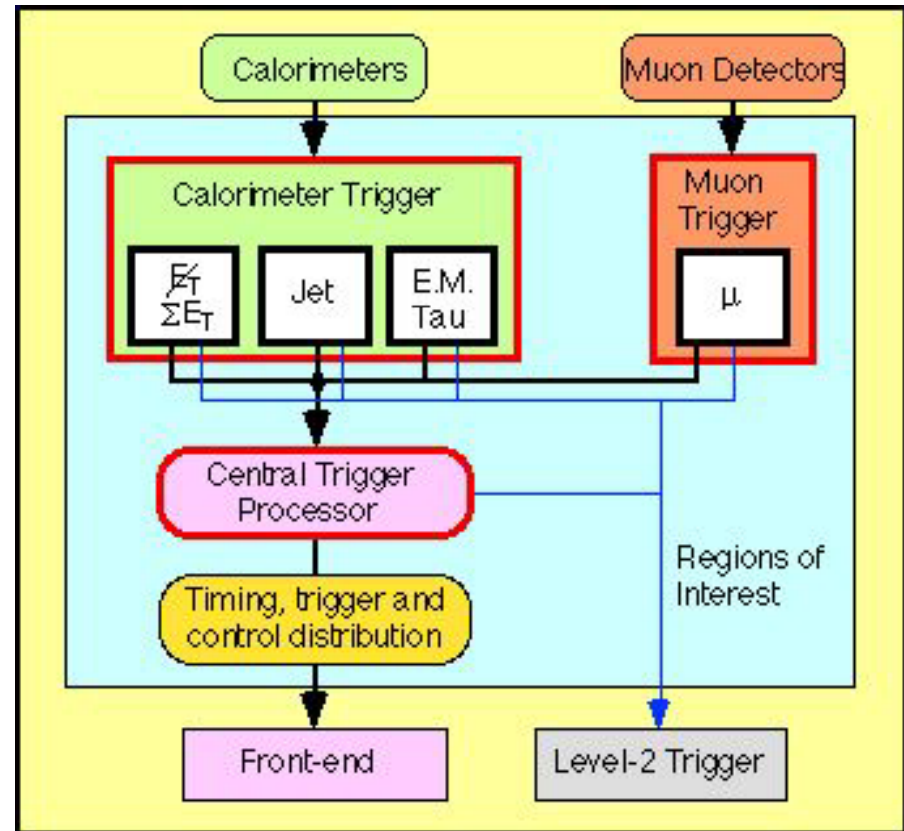 Calorimeters
Muon Detectors
Calorimeter Trigger
Muon
Trigger
E̸T
ΣET
Jet
E.M.
Tau
μ
Central Trigger
Processor
Regions of
Interest
Timing, trigger and
control distribution
Front-end
Level-2 Trigger